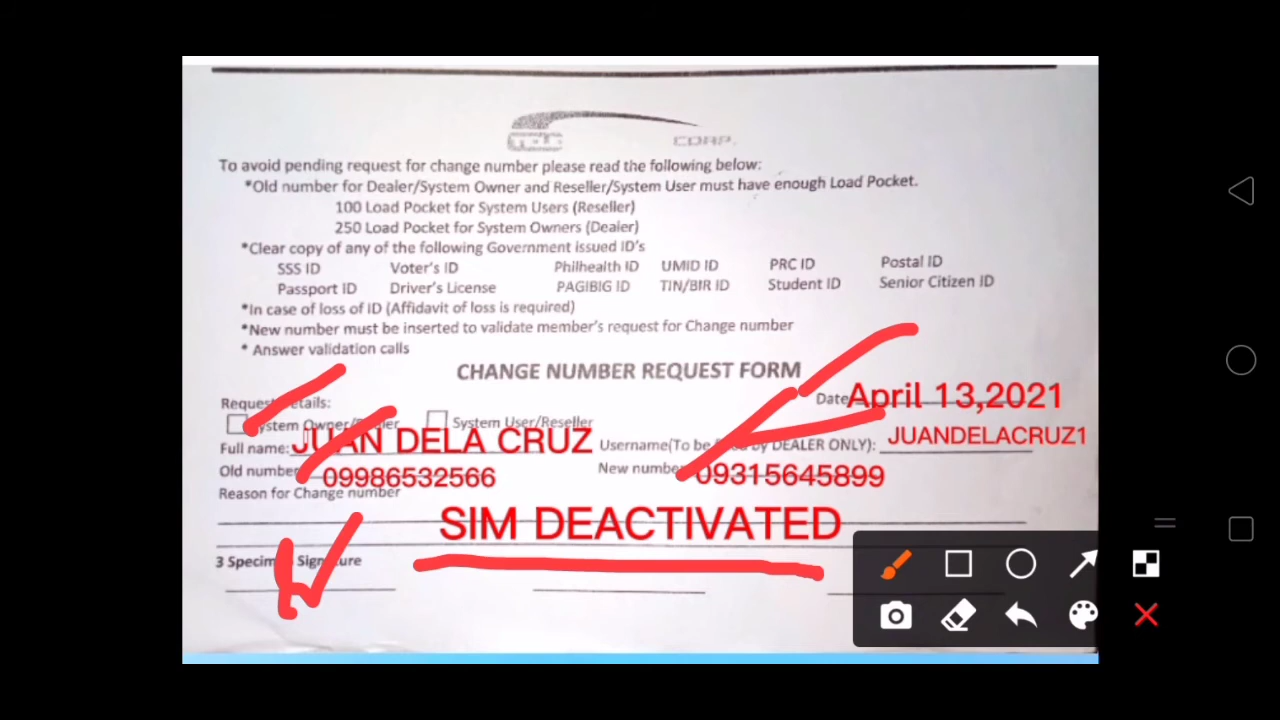 CORP.
To avoid pending request for change number please read the following below:
*Old number for Dealer/System Owner and Reseller/System User must have enough Load Pocket.
100 Load Pocket for System Users (Reseller)
250 Load Pocket for System Owners (Dealer)
*Clear copy of any of the following Government issued ID's
SSS ID Voter's ID Philhealth ID UMID ID PRC ID Postal ID
Passport ID Driver's License PAGIBIG ID TIN/BIR ID Student ID Senior Citizen ID
*In case of loss of ID (Affidavit of loss is required)
*New number must be inserted to validate member's request for Change number
* Answer validation calls
CHANGE NUMBER REQUEST FORM
Request Details: Date: April 13,2021
System Owner/Dealer System User/Reseller
Full name: JUAN DELA CRUZ Username(To be by DEALER ONLY): JUANDELACRUZ1
Old number 09986532566 New number 09315645899
Reason for Change number
SIM DEACTIVATED
3 Specimen Signature